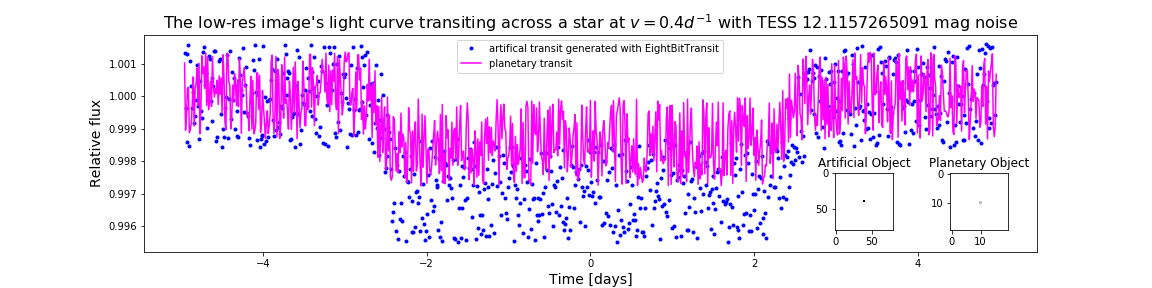 The low-res image's light curve transiting across a star at v = 0.4d⁻¹ with TESS 12.1157265091 mag noise
artifical transit generated with EightBitTransit
planetary transit
Relative flux
1.001
1.000
0.999
0.998
0.997
0.996
Artificial Object
0
50
0
50
Planetary Object
0
10
0
10
−4
−2
0
2
4
Time [days]